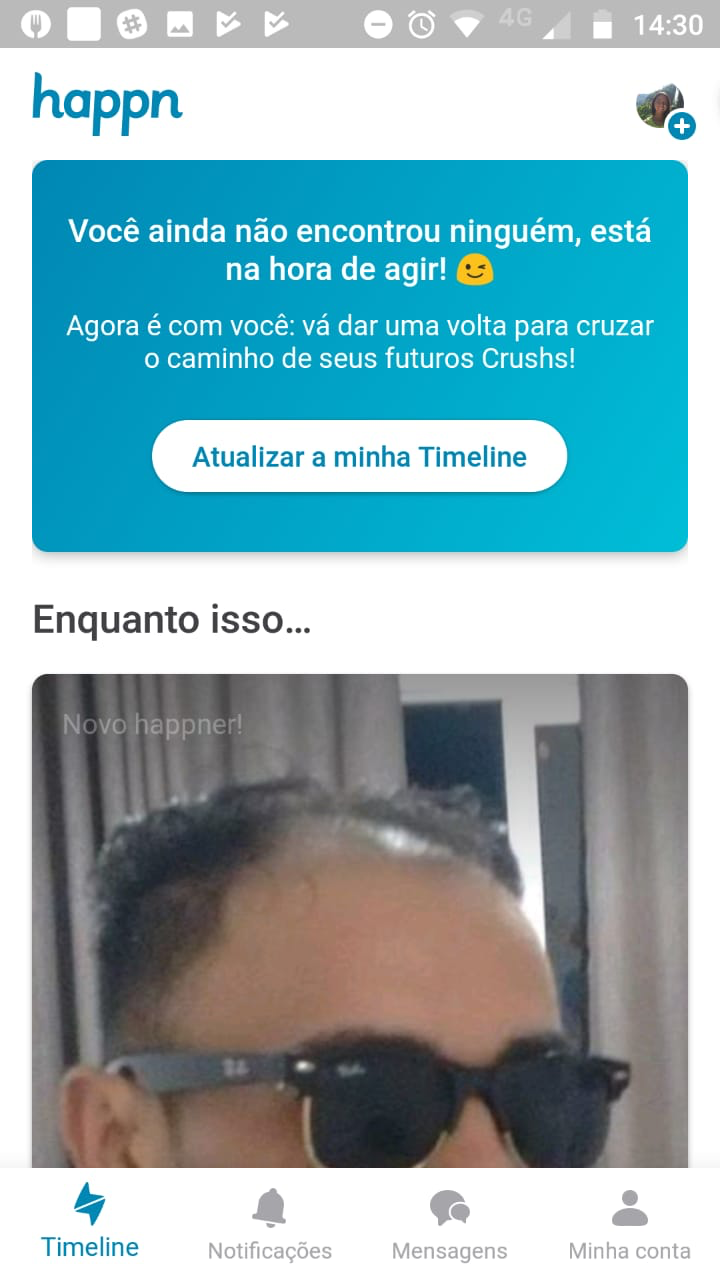 4G 14:30
happn
Você ainda não encontrou ninguém, está
na hora de agir! 😉
Agora é com você: vá dar uma volta para cruzar
o caminho de seus futuros Crushs!
Atualizar a minha Timeline
Enquanto isso...
Novo happner!
Timeline
Notificações
Mensagens
Minha conta